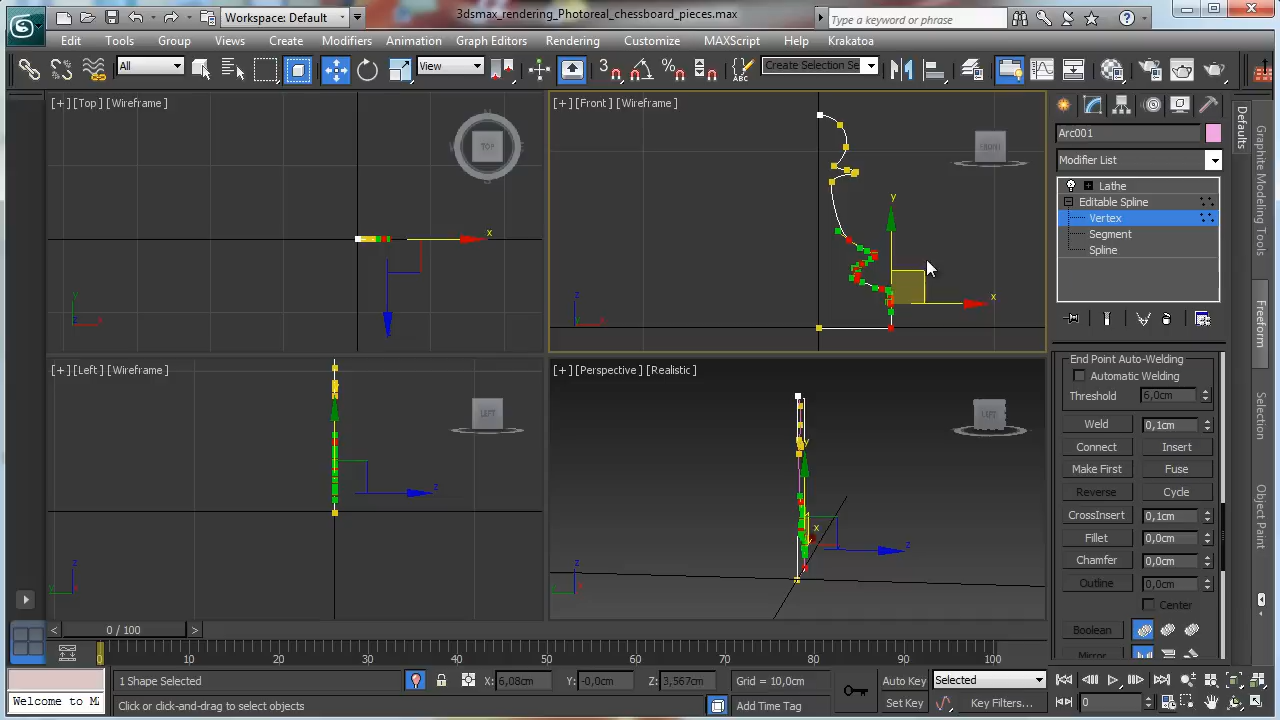 Workspace: Default
3dsmax_rendering_Photoreal_chessboard_pieces.max
Type a keyword or phrase
Edit Tools Group Views Create Modifiers Animation Graph Editors Rendering Customize MAXScript Help Krakatoa
All View Create Selection Se
[+] [Top] [Wireframe]
TOP
x
[+] [Front] [Wireframe]
FRONT
y
x
z
[+] [Left] [Wireframe]
LEFT
z
z
y
[+] [Perspective] [Realistic]
LEFT
y
x
z
z
Defaults
Graphite Modeling Tools
Freeform
Selection
Object Paint
Arc001
Modifier List
Lathe
Editable Spline
Vertex
Segment
Spline
End Point Auto-Welding
Automatic Welding
Threshold 6,0cm
Weld 0,1cm
Connect Insert
Make First Fuse
Reverse Cycle
CrossInsert 0,1cm
Fillet 0,0cm
Chamfer 0,0cm
Outline 0,0cm
Center
Boolean
Mirror
< 0 / 100 >
0 10 20 30 40 50 60 70 80 90 100
1 Shape Selected X: 6,08cm Y: -0,0cm Z: 3,567cm Grid = 10,0cm Auto Key Selected
Welcome to M Click or click-and-drag to select objects Add Time Tag Set Key Key Filters... 0